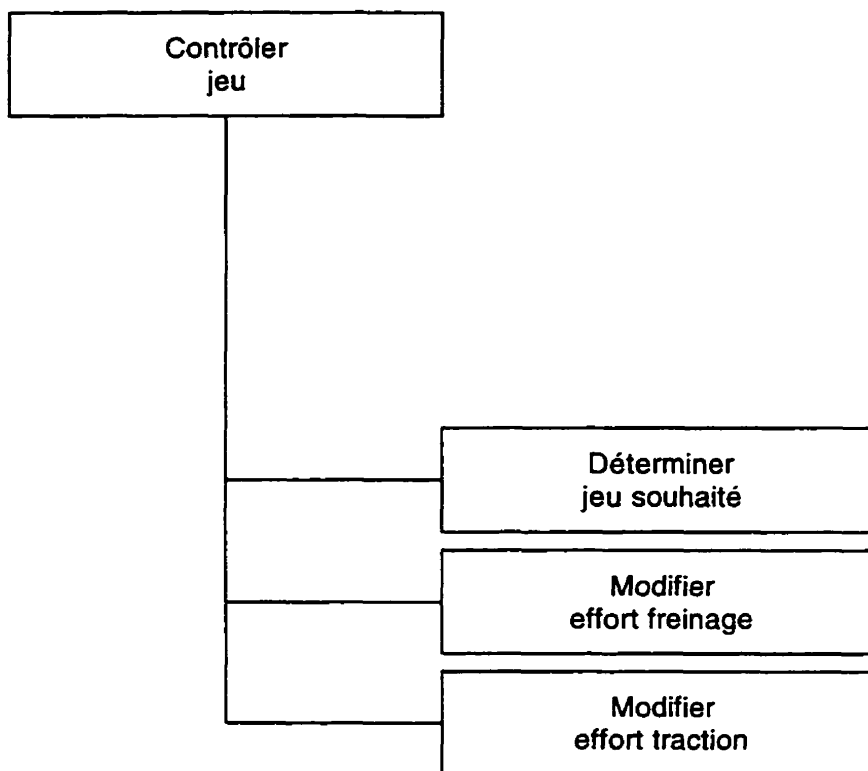 Contrôler
jeu
Déterminer
jeu souhaité
Modifier
effort freinage
Modifier
effort traction